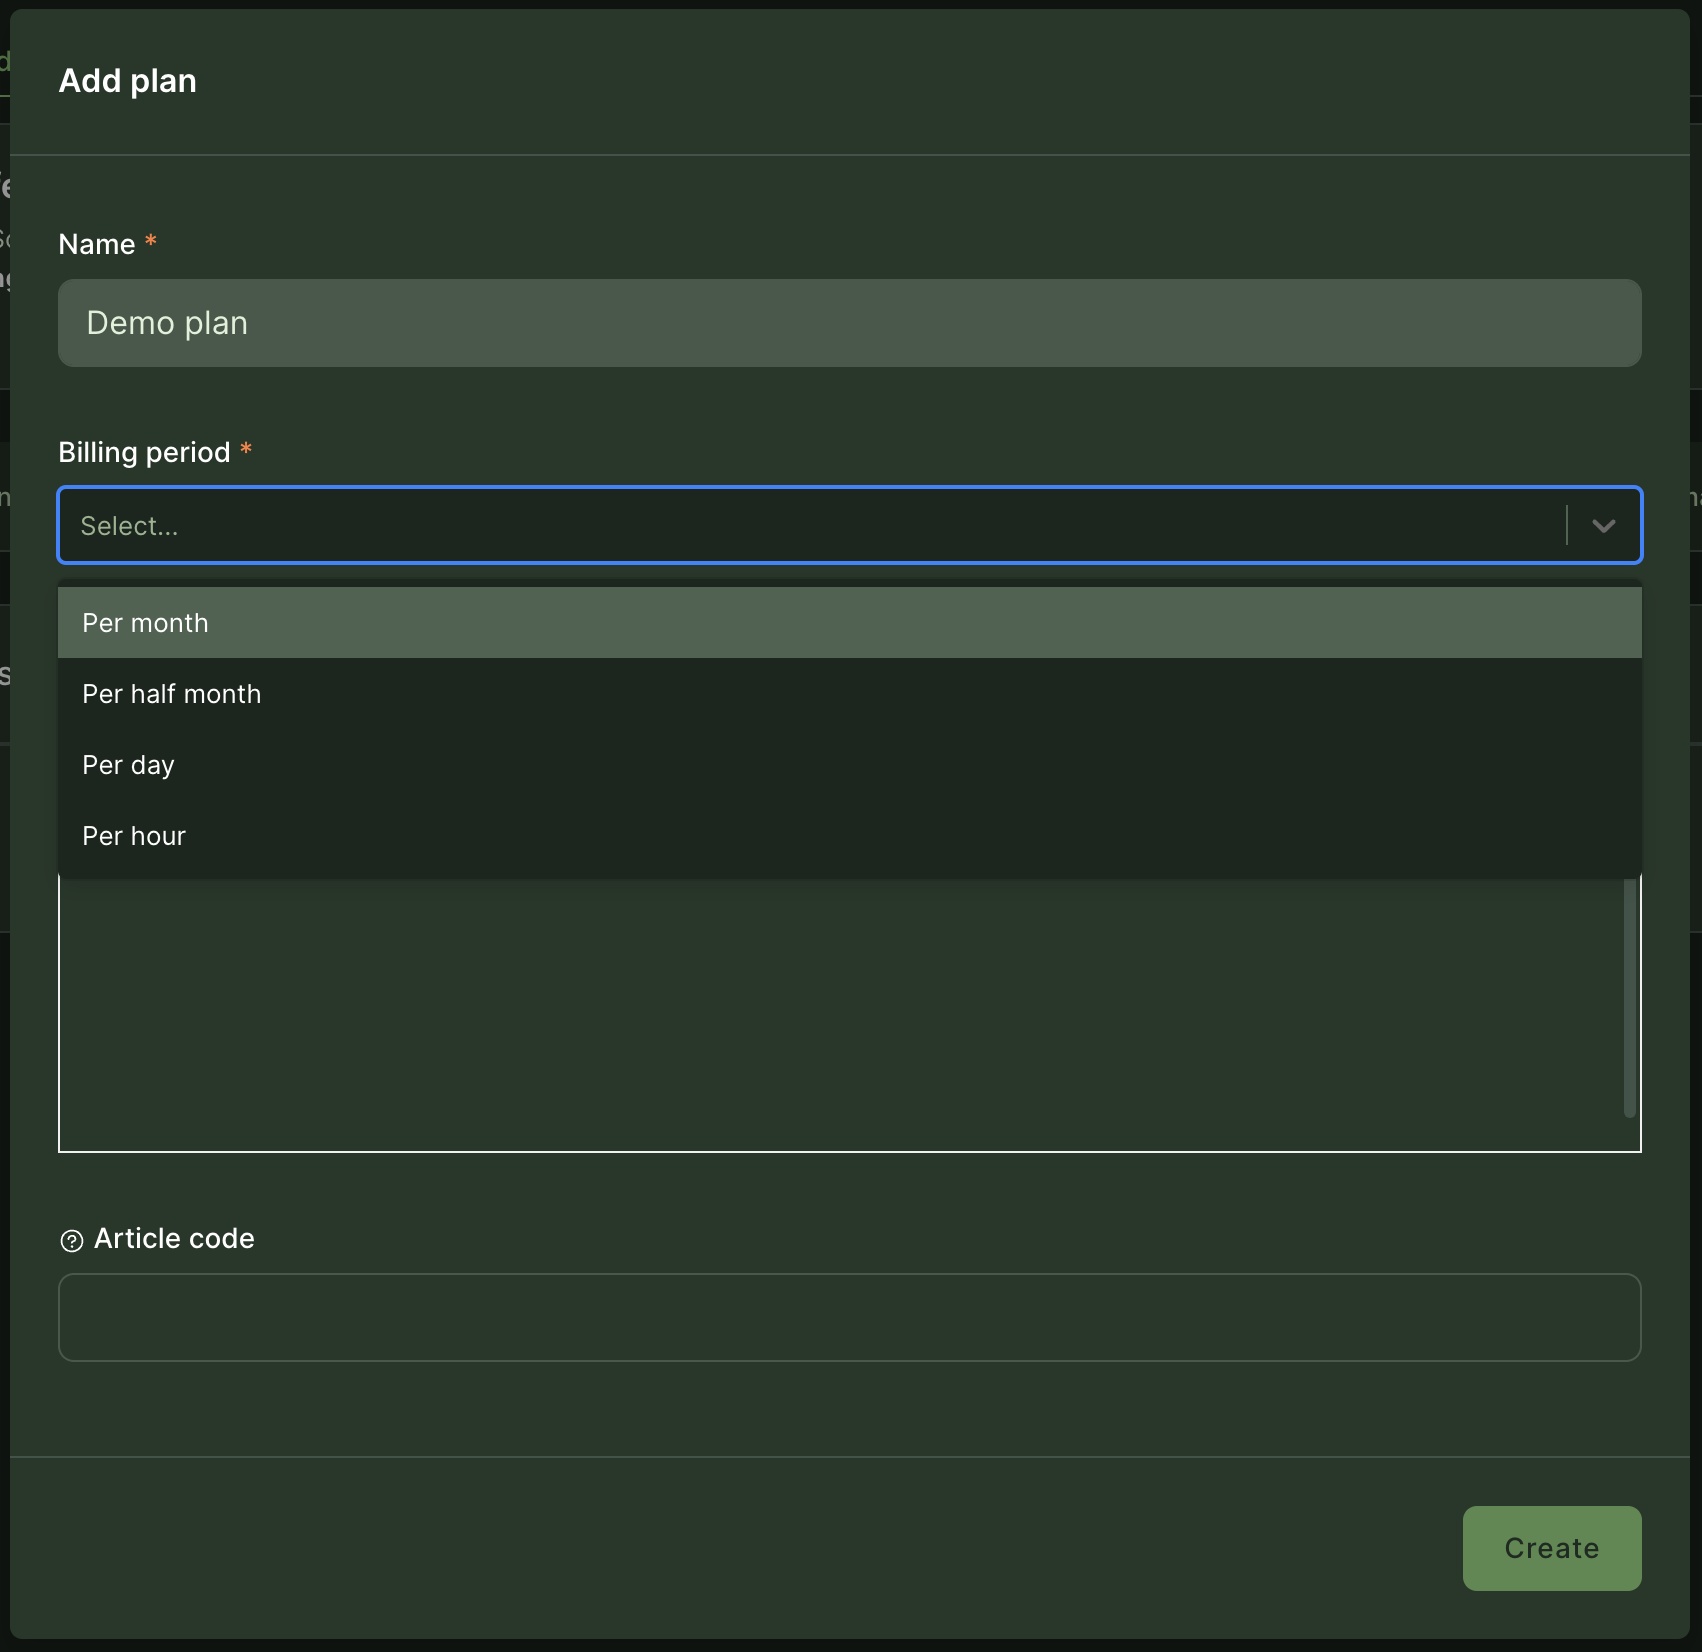 Add plan
Name *
Demo plan
Billing period *
Select...
Per month
Per half month
Per day
Per hour
Article code
Create